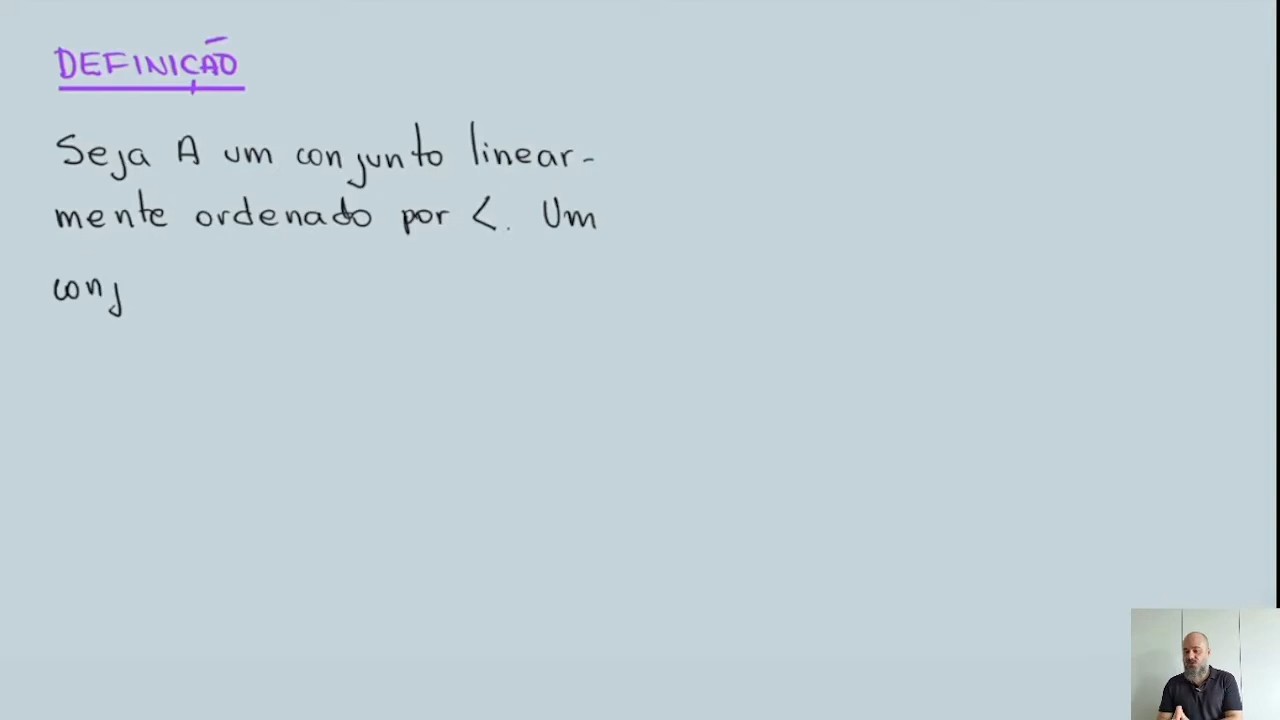 DEFINIÇÃO
Seja A um conjunto linear-
mente ordenado por <. Um
conj